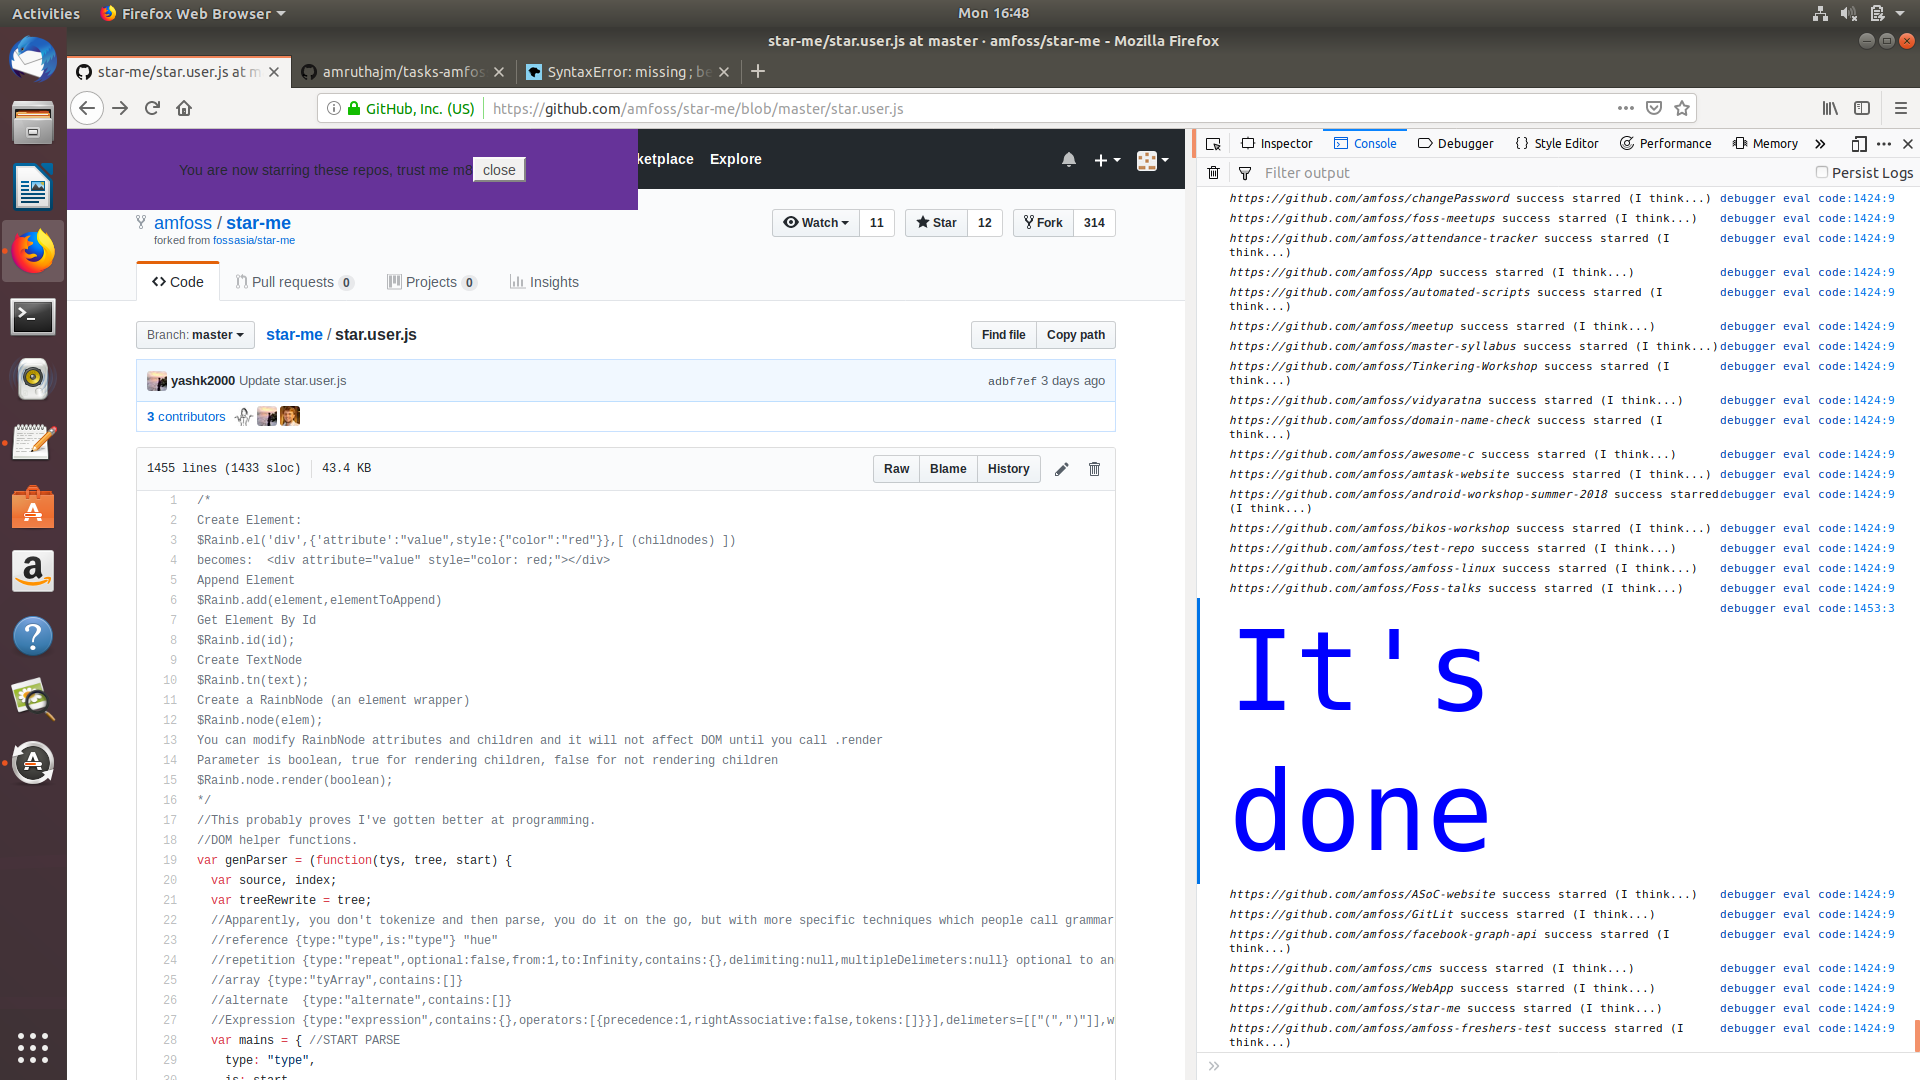 Activities
Firefox Web Browser
Mon 16:48
star-me/star.user.js at master · amfoss/star-me - Mozilla Firefox
star-me/star.user.js at m
amruthajm/tasks-amfos
SyntaxError: missing ; be
GitHub, Inc. (US)
https://github.com/amfoss/star-me/blob/master/star.user.js
You are now starring these repos, trust me m8
close
ketplace
Explore
amfoss / star-me
forked from fossasia/star-me
Watch 11
Star 12
Fork 314
Code
Pull requests 0
Projects 0
Insights
Branch: master
star-me / star.user.js
Find file
Copy path
yashk2000 Update star.user.js
adbf7ef 3 days ago
3 contributors
1455 lines (1433 sloc)
43.4 KB
Raw
Blame
History
1 /*
2 Create Element:
3 $Rainb.el('div',{'attribute':"value",style:{"color":"red"}},[ (childnodes) ])
4 becomes:  <div attribute="value" style="color: red;"></div>
5 Append Element
6 $Rainb.add(element,elementToAppend)
7 Get Element By Id
8 $Rainb.id(id);
9 Create TextNode
10 $Rainb.tn(text);
11 Create a RainbNode (an element wrapper)
12 $Rainb.node(elem);
13 You can modify RainbNode attributes and children and it will not affect DOM until you call .render
14 Parameter is boolean, true for rendering children, false for not rendering children
15 $Rainb.node.render(boolean);
16 */
17 //This probably proves I've gotten better at programming.
18 //DOM helper functions.
19 var genParser = (function(tys, tree, start) {
20 var source, index;
21 var treeRewrite = tree;
22 //Apparently, you don't tokenize and then parse, you do it on the go, but with more specific techniques which people call grammar
23 //reference {type:"type",is:"type"} "hue"
24 //repetition {type:"repeat",optional:false,from:1,to:Infinity,contains:{},delimiting:null,multipleDelimeters:null} optional to an
25 //array {type:"tyArray",contains:[]}
26 //alternate  {type:"alternate",contains:[]}
27 //Expression {type:"expression",contains:{},operators:[{precedence:1,rightAssociative:false,tokens:[]}}],delimeters=[["(",")"]],w
28 var mains = { //START PARSE
29 type: "type",
30 is: start
Inspector
Console
Debugger
Style Editor
Performance
Memory
Filter output
Persist Logs
https://github.com/amfoss/changePassword success starred (I think...) debugger eval code:1424:9
https://github.com/amfoss/foss-meetups success starred (I think...) debugger eval code:1424:9
https://github.com/amfoss/attendance-tracker success starred (I debugger eval code:1424:9
think...)
https://github.com/amfoss/App success starred (I think...) debugger eval code:1424:9
https://github.com/amfoss/automated-scripts success starred (I debugger eval code:1424:9
think...)
https://github.com/amfoss/meetup success starred (I think...) debugger eval code:1424:9
https://github.com/amfoss/master-syllabus success starred (I think...) debugger eval code:1424:9
https://github.com/amfoss/Tinkering-Workshop success starred (I debugger eval code:1424:9
think...)
https://github.com/amfoss/vidyaratna success starred (I think...) debugger eval code:1424:9
https://github.com/amfoss/domain-name-check success starred (I debugger eval code:1424:9
think...)
https://github.com/amfoss/awesome-c success starred (I think...) debugger eval code:1424:9
https://github.com/amfoss/amtask-website success starred (I think...) debugger eval code:1424:9
https://github.com/amfoss/android-workshop-summer-2018 success starred debugger eval code:1424:9
(I think...)
https://github.com/amfoss/bikos-workshop success starred (I think...) debugger eval code:1424:9
https://github.com/amfoss/test-repo success starred (I think...) debugger eval code:1424:9
https://github.com/amfoss/amfoss-linux success starred (I think...) debugger eval code:1424:9
https://github.com/amfoss/Foss-talks success starred (I think...) debugger eval code:1424:9
debugger eval code:1453:3
It's
done
https://github.com/amfoss/ASoC-website success starred (I think...) debugger eval code:1424:9
https://github.com/amfoss/GitLit success starred (I think...) debugger eval code:1424:9
https://github.com/amfoss/facebook-graph-api success starred (I debugger eval code:1424:9
think...)
https://github.com/amfoss/cms success starred (I think...) debugger eval code:1424:9
https://github.com/amfoss/WebApp success starred (I think...) debugger eval code:1424:9
https://github.com/amfoss/star-me success starred (I think...) debugger eval code:1424:9
https://github.com/amfoss/amfoss-freshers-test success starred (I debugger eval code:1424:9
think...)